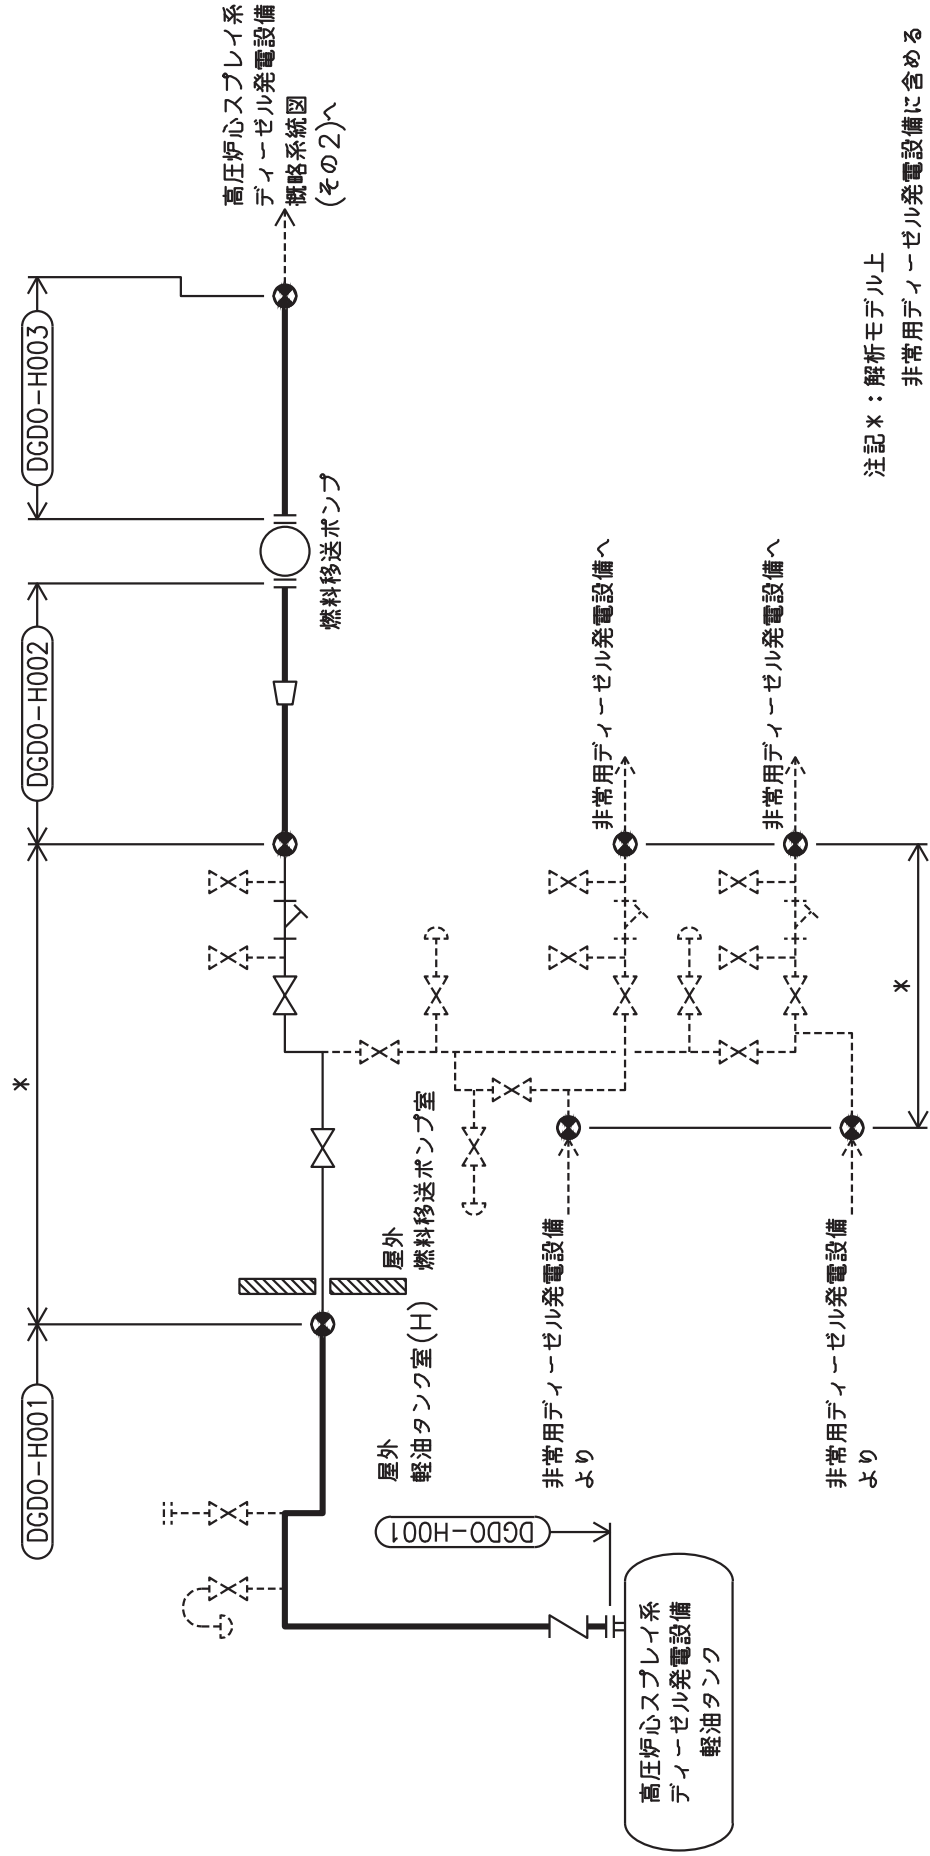 DGDO-H001
*
DGDO-H002
DGDO-H003
高圧炉心スプレイ系
ディーゼル発電設備
概略系統図
(その2)へ
燃料移送ポンプ
屋外
軽油タンク室(H)
屋外
燃料移送ポンプ室
DGDO-H001
高圧炉心スプレイ系
ディーゼル発電設備
軽油タンク
非常用ディーゼル発電設備
より
非常用ディーゼル発電設備へ
非常用ディーゼル発電設備
より
非常用ディーゼル発電設備へ
*
注記*:解析モデル上
非常用ディーゼル発電設備に含める